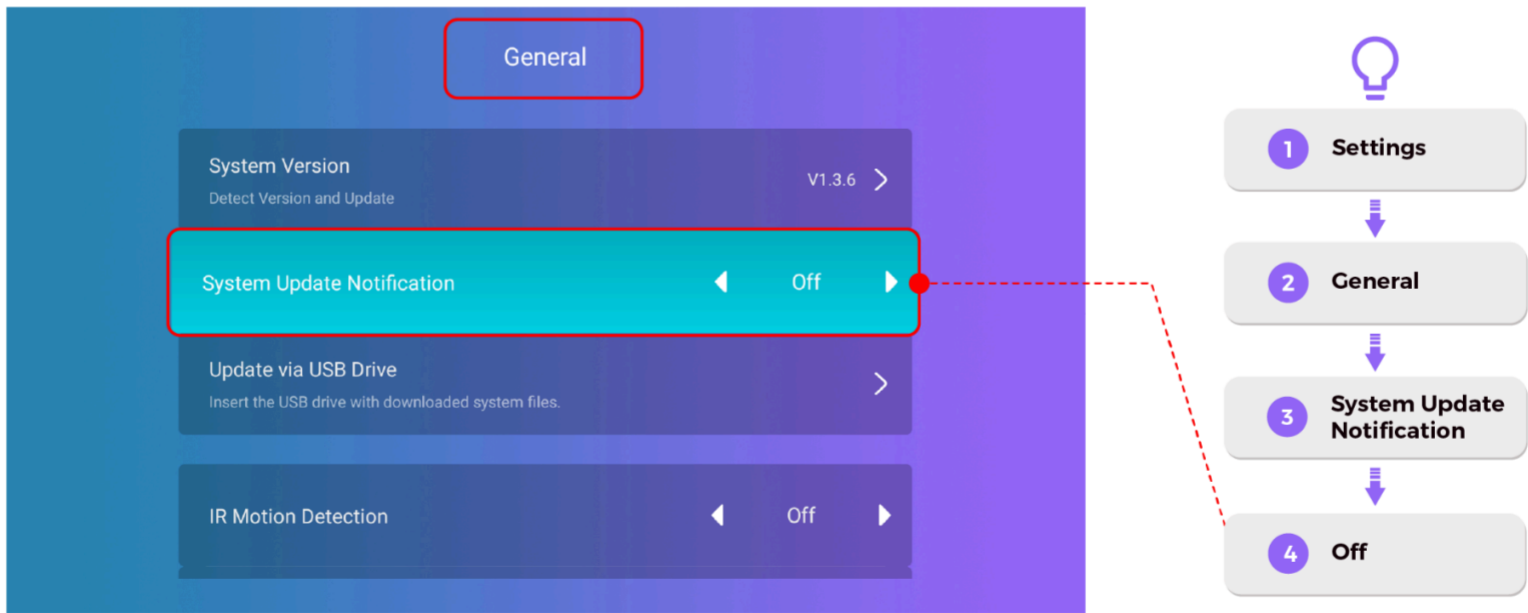 General
System Version
Detect Version and Update
V1.3.6
System Update Notification
Off
Update via USB Drive
Insert the USB drive with downloaded system files.
IR Motion Detection
Off
1 Settings
2 General
3 System Update
Notification
4 Off